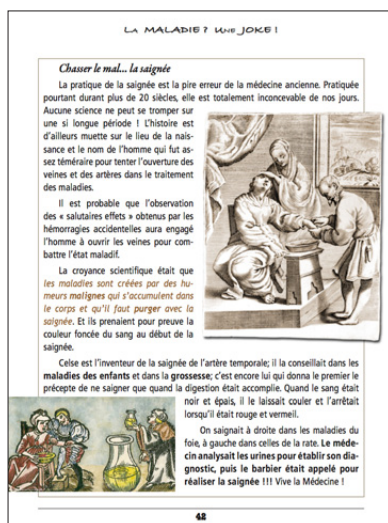 LA MALADIE ? UNE JOKE !
Chasser le mal... la saignée
La pratique de la saignée est la pire erreur de la médecine ancienne. Pratiquée
pourtant durant plus de 20 siècles, elle est totalement inconcevable de nos jours.
Aucune science ne peut se tromper sur
une si longue période ! L'histoire est
d'ailleurs muette sur le lieu de la nais-
sance et le nom de l'homme qui fut as-
sez téméraire pour tenter l'ouverture des
veines et des artères dans le traitement
des maladies.
Il est probable que l'observation
des « salutaires effets » obtenus par les
hémorragies accidentelles aura engagé
l'homme à ouvrir les veines pour com-
battre l'état maladif.
La croyance scientifique était que
les maladies sont créées par des hu-
meurs malignes qui s'accumulent dans
le corps et qu'il faut purger avec la
saignée. Et ils prenaient pour preuve la
couleur foncée du sang au début de la
saignée.
Celse est l'inventeur de la saignée de l'artère temporale; il la conseillait dans les
maladies des enfants et dans la grossesse; c'est encore lui qui donna le premier le
précepte de ne saigner que quand la digestion était accomplie. Quand le sang était
noir et épais, il le laissait couler et l'arrêtait
lorsqu'il était rouge et vermeil.
On saignait à droite dans les maladies du
foie, à gauche dans celles de la rate. Le méde-
cin analysait les urines pour établir son dia-
gnostic, puis le barbier était appelé pour
réaliser la saignée !!! Vive la Médecine !
42